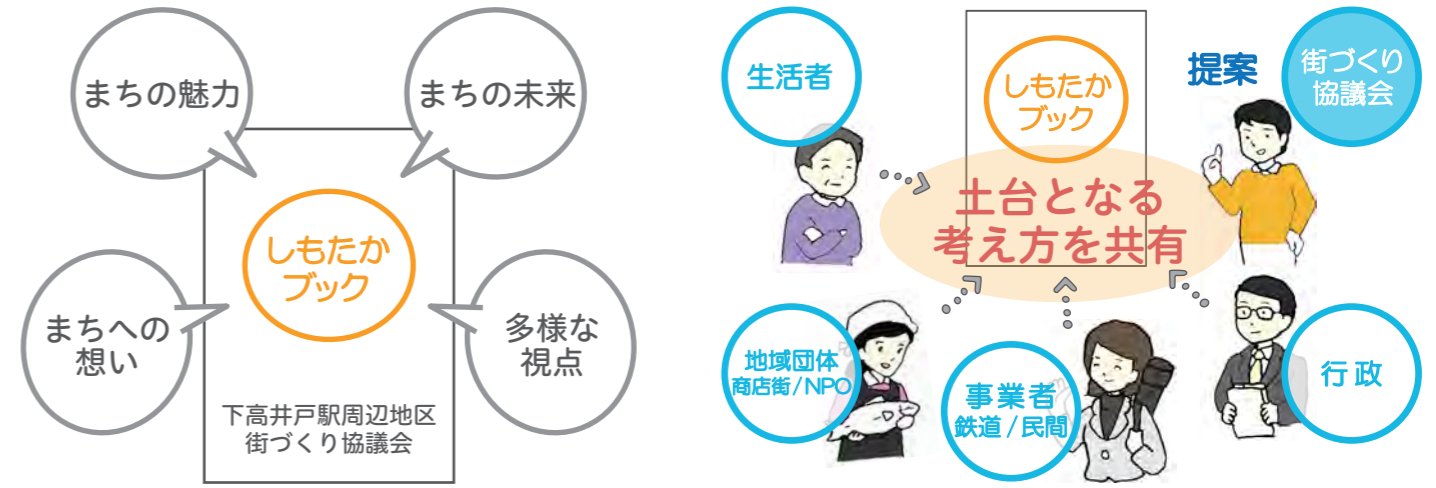 まちの魅力
まちの未来
しもたか
ブック
まちへの
想い
多様な
視点
下高井戸駅周辺地区
街づくり協議会
生活者
しもたか
ブック
提案
街づくり
協議会
土台となる
考え方を共有
地域団体
商店街/NPO
事業者
鉄道/民間
行政